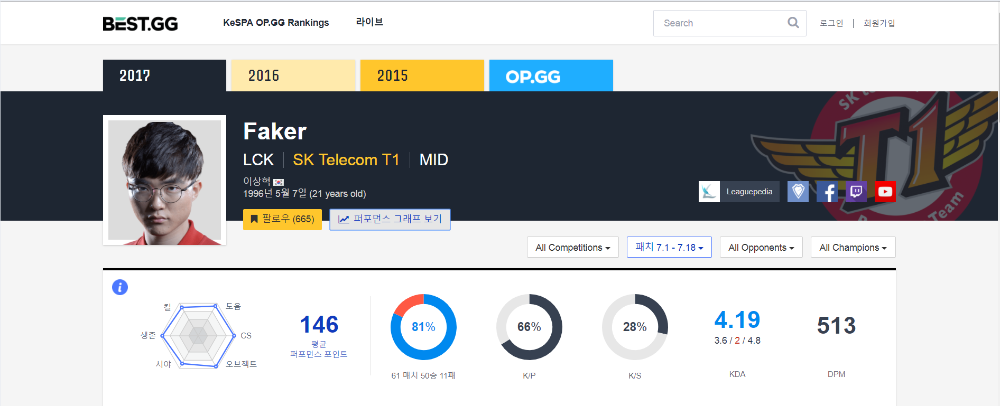 BEST.GG
KeSPA OP.GG Rankings
라이브
Search
로그인 | 회원가입
2017
2016
2015
OP.GG
SK
T1
Team
Faker
LCK | SK Telecom T1 | MID
이상혁
1996년 5월 7일 (21 years old)
Leaguepedia
팔로우 (665)
퍼포먼스 그래프 보기
All Competitions
패치 7.1 - 7.18
All Opponents
All Champions
i
킬
도움
생존
CS
시야
오브젝트
146
평균
퍼포먼스 포인트
81%
61 매치 50승 11패
66%
K/P
28%
K/S
4.19
3.6 / 2 / 4.8
KDA
513
DPM